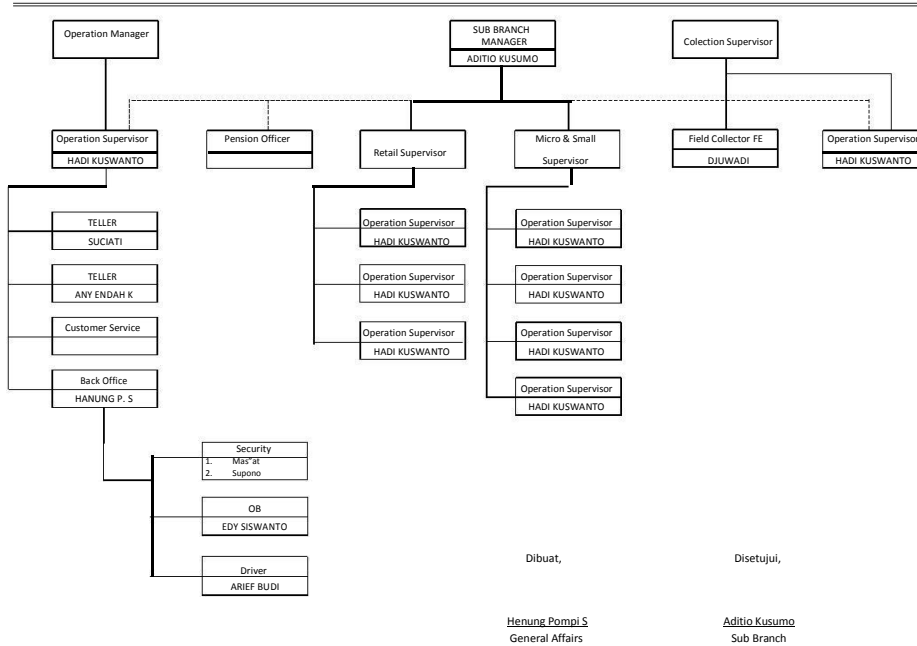 Operation Manager
SUB BRANCH
MANAGER
ADITIO KUSUMO
Colection Supervisor
Operation Supervisor
HADI KUSWANTO
Pension Officer
Retail Supervisor
Micro & Small
Supervisor
Field Collector FE
DJUWADI
Operation Supervisor
HADI KUSWANTO
TELLER
SUCIATI
TELLER
ANY ENDAH K
Customer Service
Back Office
HANUNG P. S
Operation Supervisor
HADI KUSWANTO
Operation Supervisor
HADI KUSWANTO
Operation Supervisor
HADI KUSWANTO
Operation Supervisor
HADI KUSWANTO
Operation Supervisor
HADI KUSWANTO
Operation Supervisor
HADI KUSWANTO
Operation Supervisor
HADI KUSWANTO
Security
1. Mas"at
2. Supono
OB
EDY SISWANTO
Driver
ARIEF BUDI
Dibuat,
Disetujui,
Henung Pompi S
Aditio Kusumo
General Affairs
Sub Branch